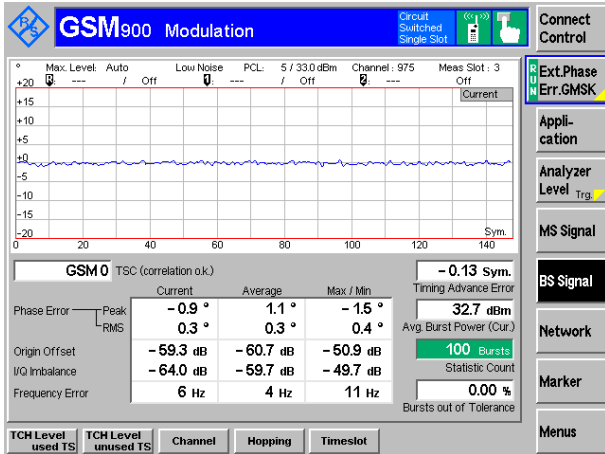 R&S
GSM900 Modulation
Circuit Switched Single Slot
Connect Control
° Max. Level: Auto Low Noise PCL: 5 / 33.0 dBm Channel : 975 Meas Slot : 3
R: --- / Off 1: --- / Off 2: --- Off
Current
+20
+15
+10
+5
+0
-5
-10
-15
-20
Sym.
0 20 40 60 80 100 120 140
RUN
Ext.Phase Err.GMSK
Appli-cation
Analyzer Level Trg.
MS Signal
BS Signal
Network
Marker
Menus
GSM 0 TSC (correlation o.k.)
Current Average Max / Min
Phase Error Peak - 0.9 ° 1.1 ° - 1.5 °
RMS 0.3 ° 0.3 ° 0.4 °
Origin Offset - 59.3 dB - 60.7 dB - 50.9 dB
I/Q Imbalance - 64.0 dB - 59.7 dB - 49.7 dB
Frequency Error 6 Hz 4 Hz 11 Hz
- 0.13 Sym.
Timing Advance Error
32.7 dBm
Avg. Burst Power (Cur.)
100 Bursts
Statistic Count
0.00 %
Bursts out of Tolerance
TCH Level used TS
TCH Level unused TS
Channel
Hopping
Timeslot